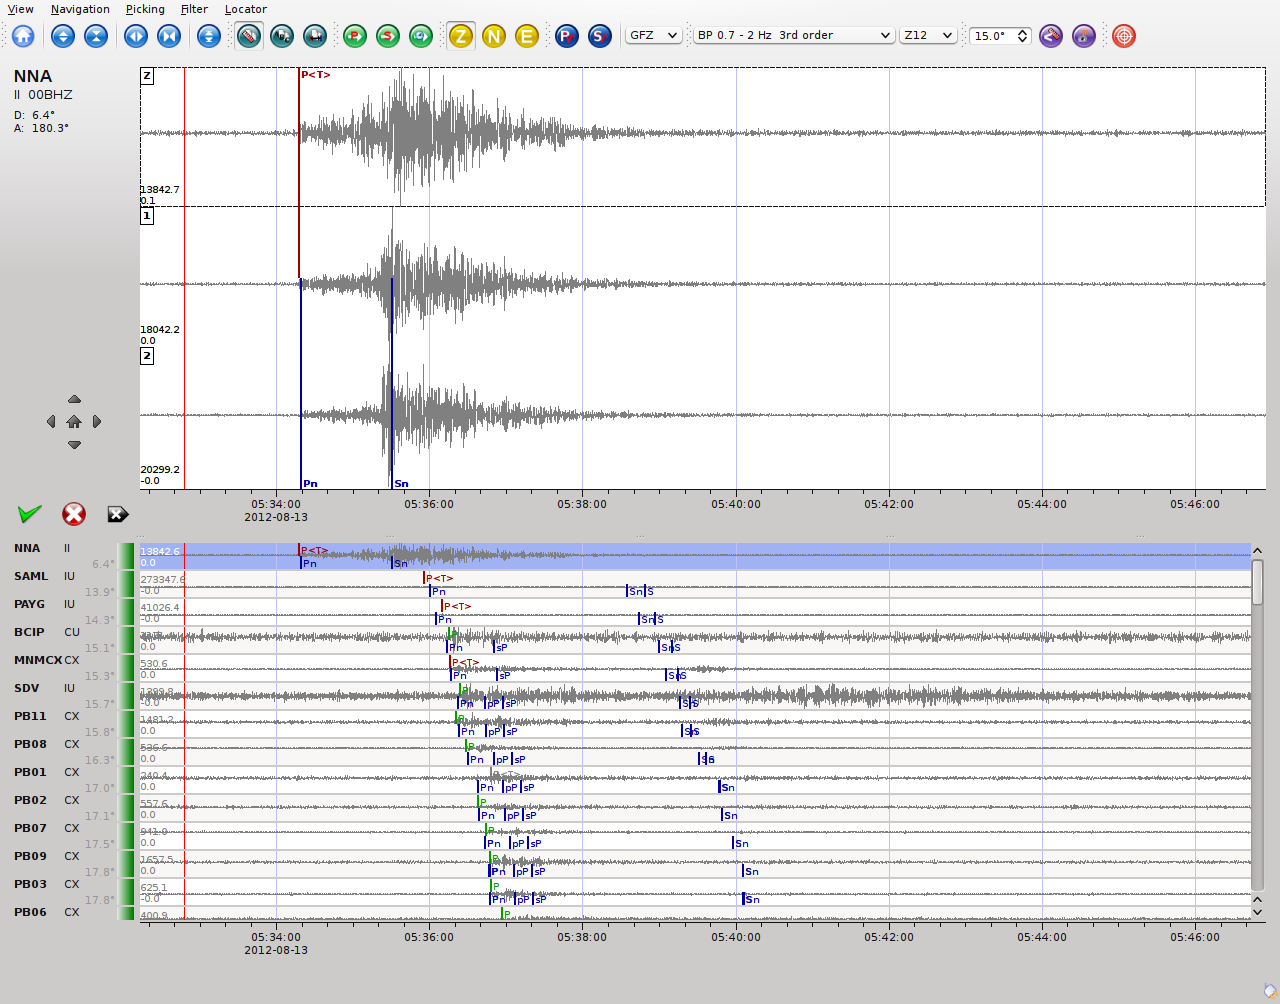 View Navigation Picking Filter Locator
P S Z N E P S GFZ BP 0.7 - 2 Hz 3rd order Z12 15.0°
NNA
II 00BHZ
D: 6.4°
A: 180.3°
Z P<T>
13842.7
0.1
1
18042.2
0.0
2
20299.2
-0.0
Pn Sn
05:34:00 05:36:00 05:38:00 05:40:00 05:42:00 05:44:00 05:46:00
2012-08-13
NNA II 13842.6 P<T>
6.4° 0.0 Pn Sn
SAML IU 273347.6 P<T>
13.9° -0.0 Pn Sn S
PAYG IU 41026.4 P<T>
14.3° -0.0 Pn Sn S
BCIP CU P
15.1° 0.0 Pn sP Sn S
MNMCX CX 530.6 P<T>
15.3° 0.0 Pn sP Sn S
SDV IU 1399.8 P
15.7° -0.0 Pn pP sP Sn S
PB11 CX 1481.2 P
15.8° 0.0 Pn pP sP Sn S
PB08 CX 536.6 P
16.3° 0.0 Pn pP sP Sn S
PB01 CX 240.4 P<T>
17.0° 0.0 Pn pP sP Sn
PB02 CX 557.6 P
17.1° 0.0 Pn pP sP Sn
PB07 CX 941.0 P
17.5° 0.0 Pn pP sP Sn
PB09 CX 1657.5 P
17.8° 0.0 Pn pP sP Sn
PB03 CX 625.1 P
17.8° -0.0 Pn pP sP Sn
PB06 CX 400.9 P
05:34:00 05:36:00 05:38:00 05:40:00 05:42:00 05:44:00 05:46:00
2012-08-13